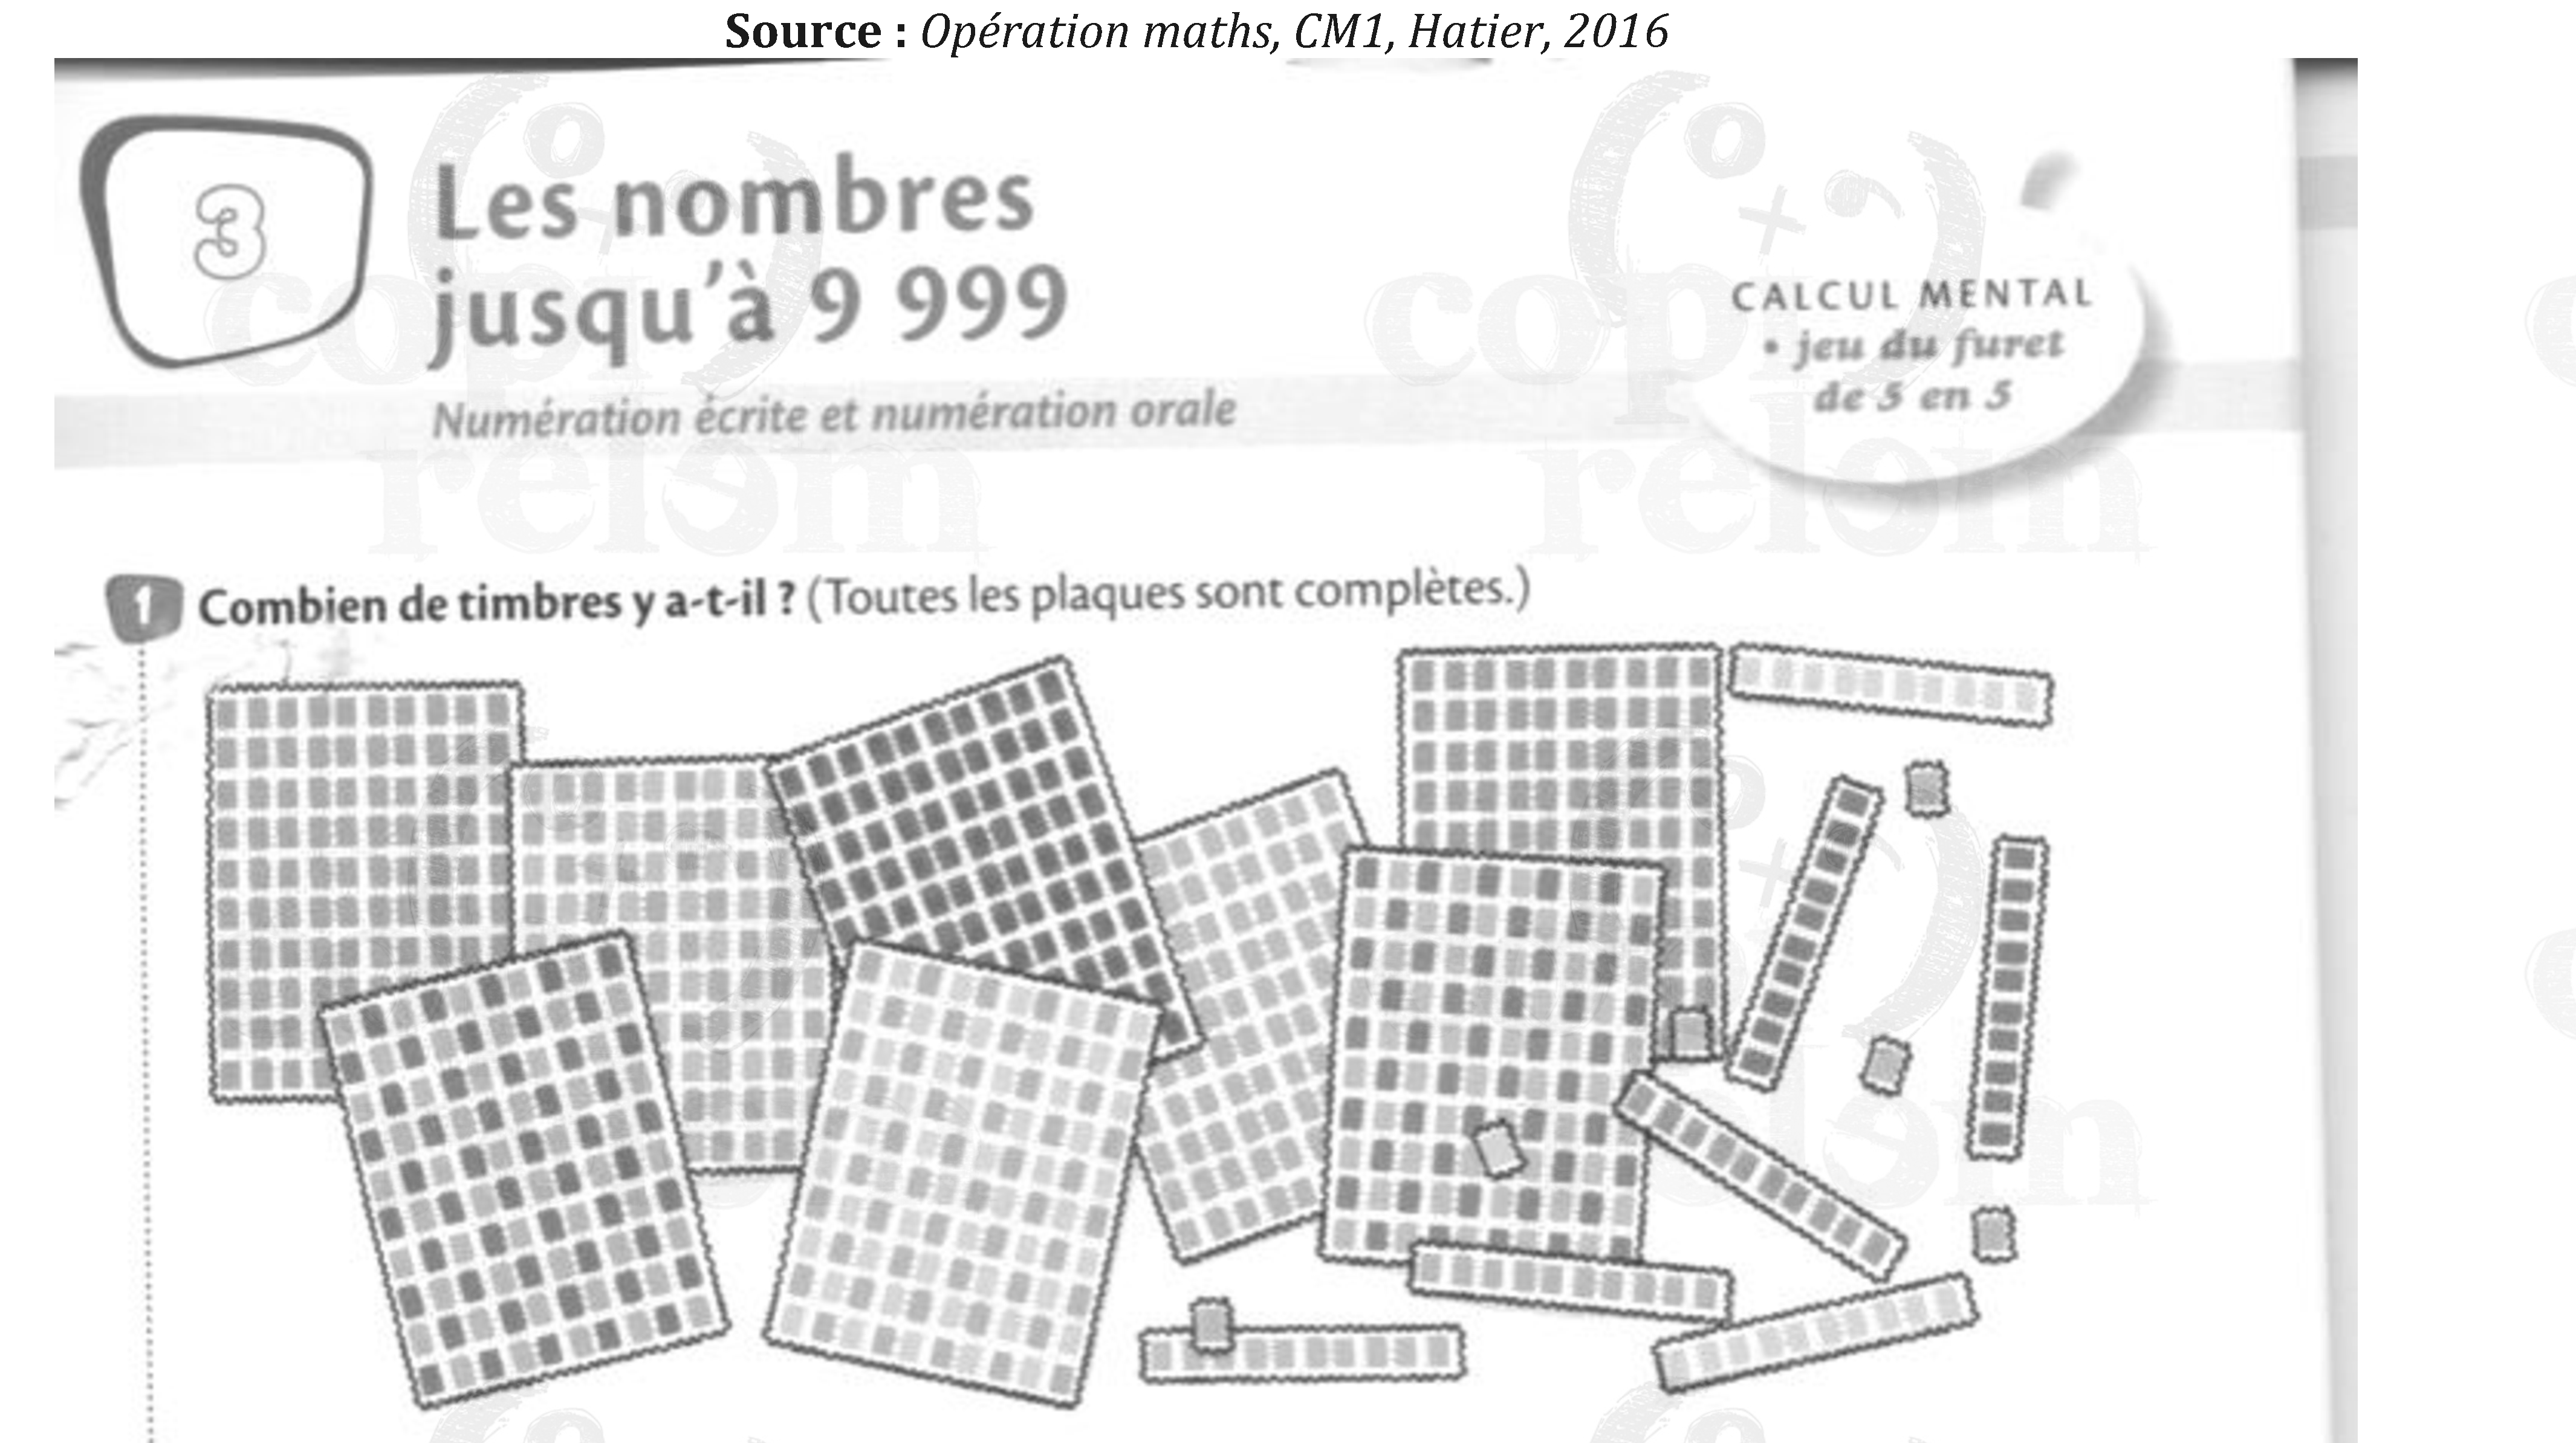 Source : Opération maths, CM1, Hatier, 2016
3
Les nombres
jusqu'à 9 999
Numération écrite et numération orale
CALCUL MENTAL
• jeu du furet
de 5 en 5
1 Combien de timbres y a-t-il ? (Toutes les plaques sont complètes.)
copirelem
copirelem